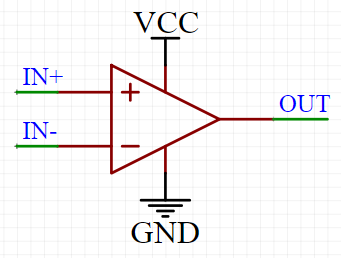 VCC
IN+
OUT
IN-
GND